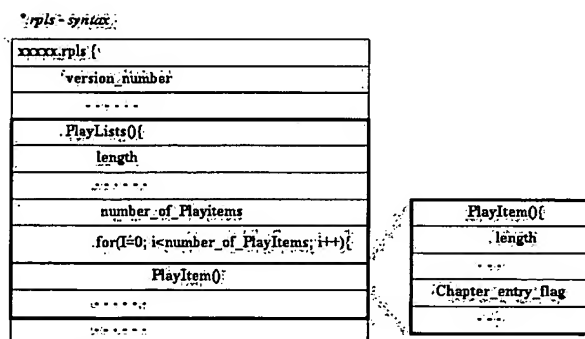 *.rpls - syntax
xxxxx.rpls {
version_number
- - - - - -
PlayLists(){
length
- - - - - -
number_of_Playitems
for(I=0; i<number_of_PlayItems; i++){
PlayItem()
- - - - - -
- - - - - -
PlayItem(){
length
- - -
Chapter_entry_flag
- - -